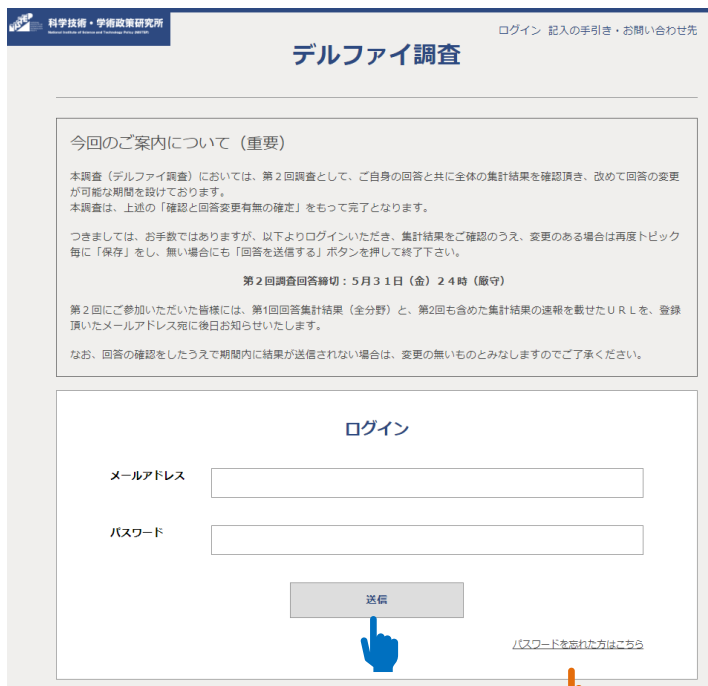 科学技術・学術政策研究所
National Institute of Science and Technology Policy (NISTEP)
ログイン 記入の手引き・お問い合わせ先
デルファイ調査
今回のご案内について（重要）
本調査（デルファイ調査）においては、第２回調査として、ご自身の回答と共に全体の集計結果を確認頂き、改めて回答の変更
が可能な期間を設けております。
本調査は、上述の「確認と回答変更有無の確定」をもって完了となります。
つきましては、お手数ではありますが、以下よりログインいただき、集計結果をご確認のうえ、変更のある場合は再度トピック
毎に「保存」をし、無い場合にも「回答を送信する」ボタンを押して終了下さい。
第２回調査回答締切：５月３１日（金）２４時（厳守）
第２回にご参加いただいた皆様には、第1回回答集計結果（全分野）と、第2回も含めた集計結果の速報を載せたＵＲＬを、登録
頂いたメールアドレス宛に後日お知らせいたします。
なお、回答の確認をしたうえで期間内に結果が送信されない場合は、変更の無いものとみなしますのでご了承ください。
ログイン
メールアドレス
パスワード
送信
パスワードを忘れた方はこちら